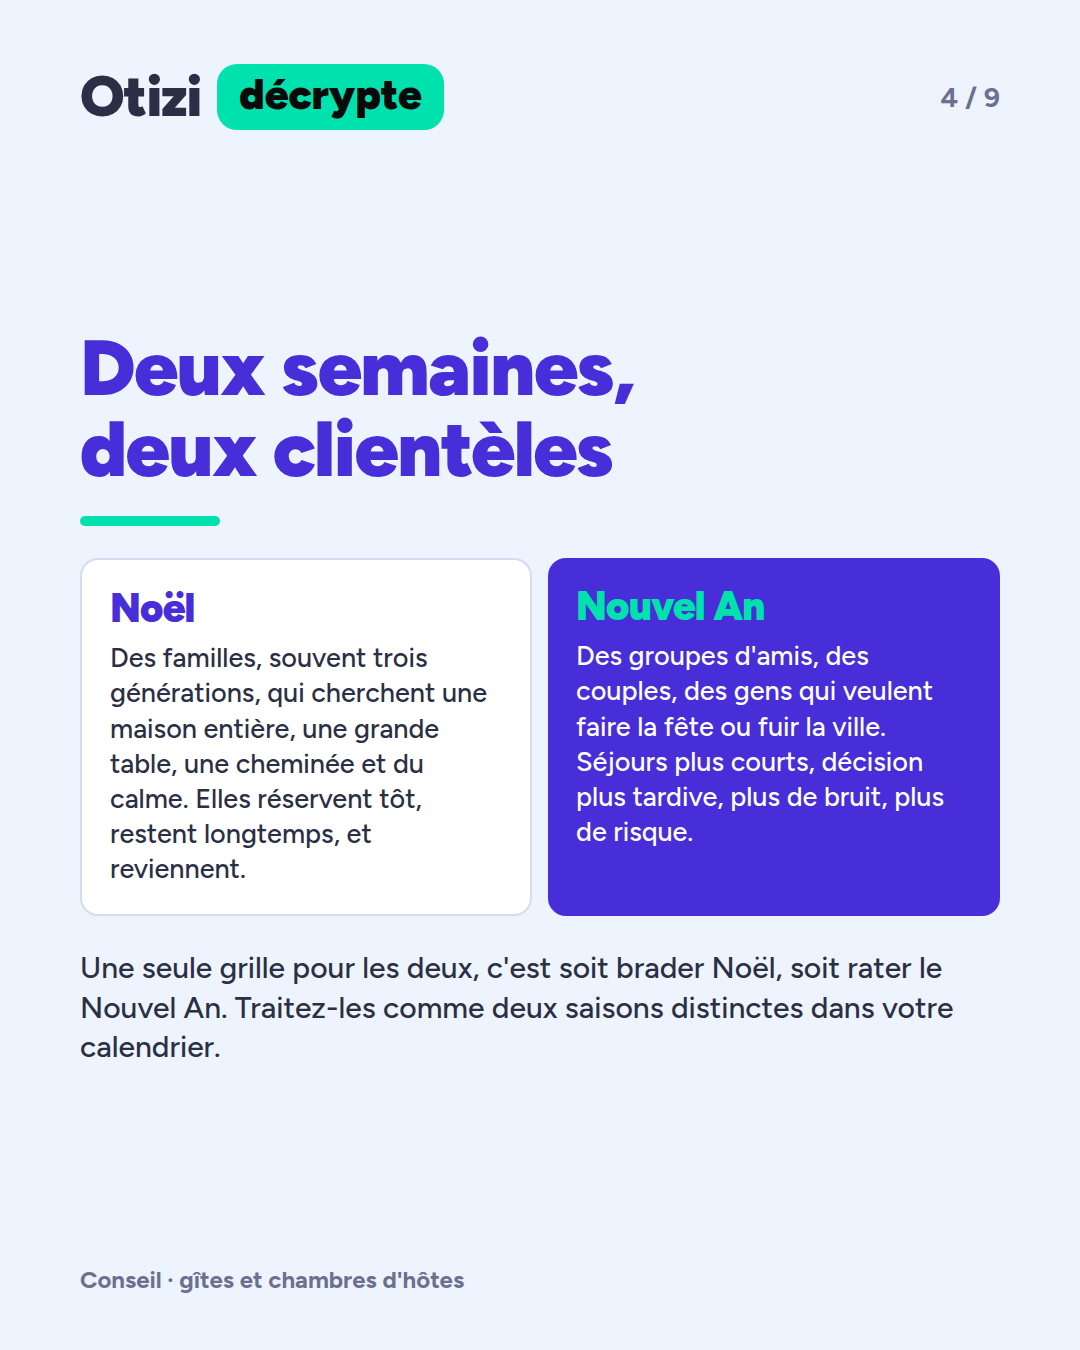 Otizi décrypte
4 / 9
Deux semaines,
deux clientèles
Noël
Des familles, souvent trois
générations, qui cherchent une
maison entière, une grande
table, une cheminée et du
calme. Elles réservent tôt,
restent longtemps, et
reviennent.
Nouvel An
Des groupes d'amis, des
couples, des gens qui veulent
faire la fête ou fuir la ville.
Séjours plus courts, décision
plus tardive, plus de bruit, plus
de risque.
Une seule grille pour les deux, c'est soit brader Noël, soit rater le
Nouvel An. Traitez-les comme deux saisons distinctes dans votre
calendrier.
Conseil · gîtes et chambres d'hôtes